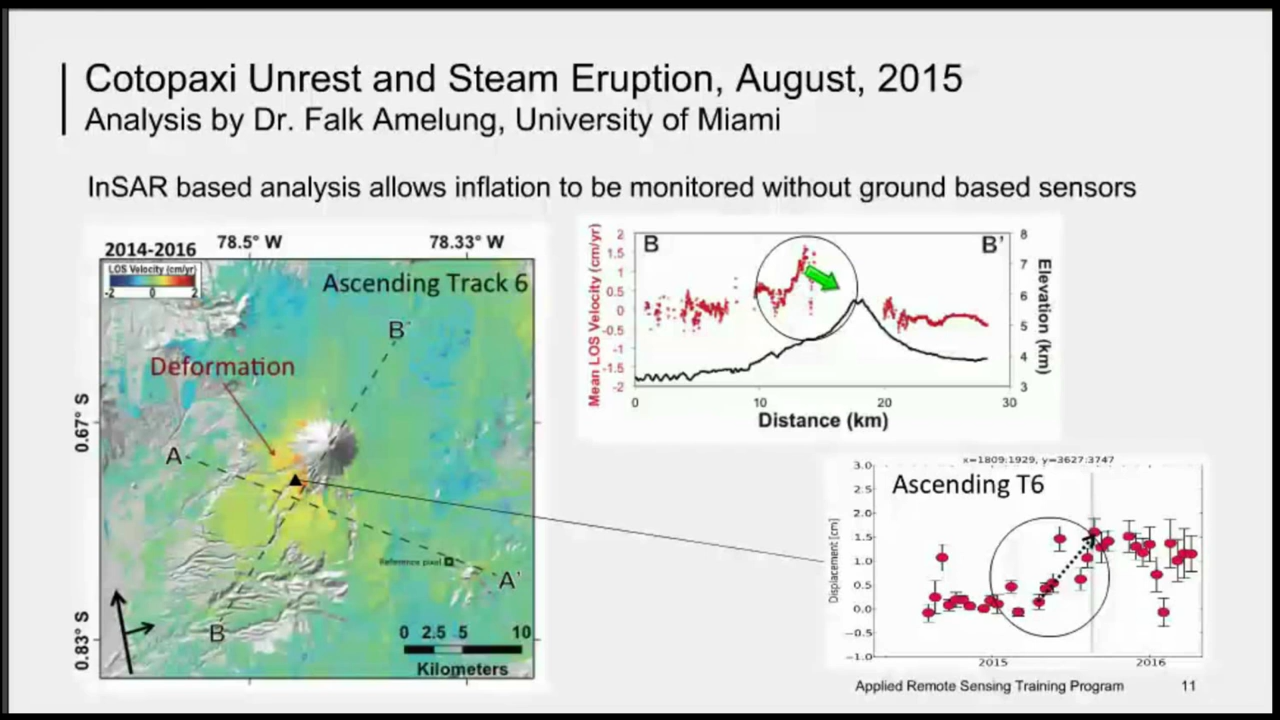 Cotopaxi Unrest and Steam Eruption, August, 2015
Analysis by Dr. Falk Amelung, University of Miami
InSAR based analysis allows inflation to be monitored without ground based sensors
2014-2016
78.5° W
78.33° W
LOS Velocity (cm/yr)
-2 0 2
Ascending Track 6
B'
Deformation
0.67° S
A
Reference pixel
A'
B
0.83° S
0 2.5 5 10
Kilometers
Mean LOS Velocity (cm/yr)
2
1.5
1
0.5
0
-0.5
-1
-1.5
-2
B
B'
8
7
6
5
4
3
Elevation (km)
0 10 20 30
Distance (km)
x=1809:1929, y=3627:3747
Ascending T6
Displacement [cm]
3.0
2.5
2.0
1.5
1.0
0.5
0.0
-0.5
-1.0
2015 2016
Applied Remote Sensing Training Program 11